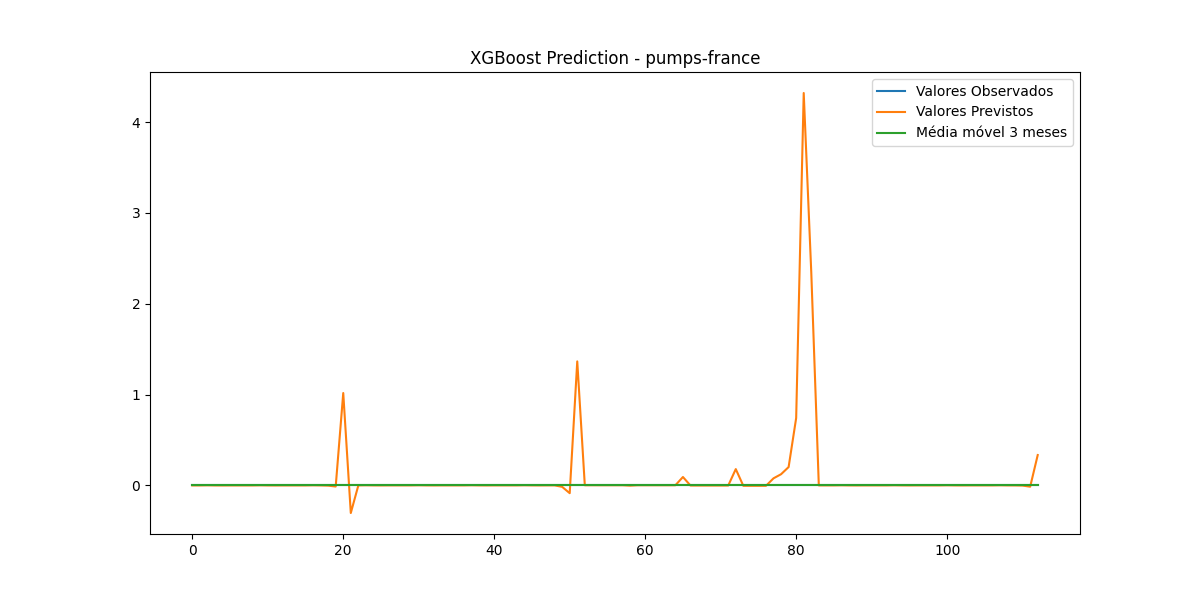 XGBoost Prediction - pumps-france
Valores Observados
Valores Previstos
Média móvel 3 meses
4
3
2
1
0
0 20 40 60 80 100